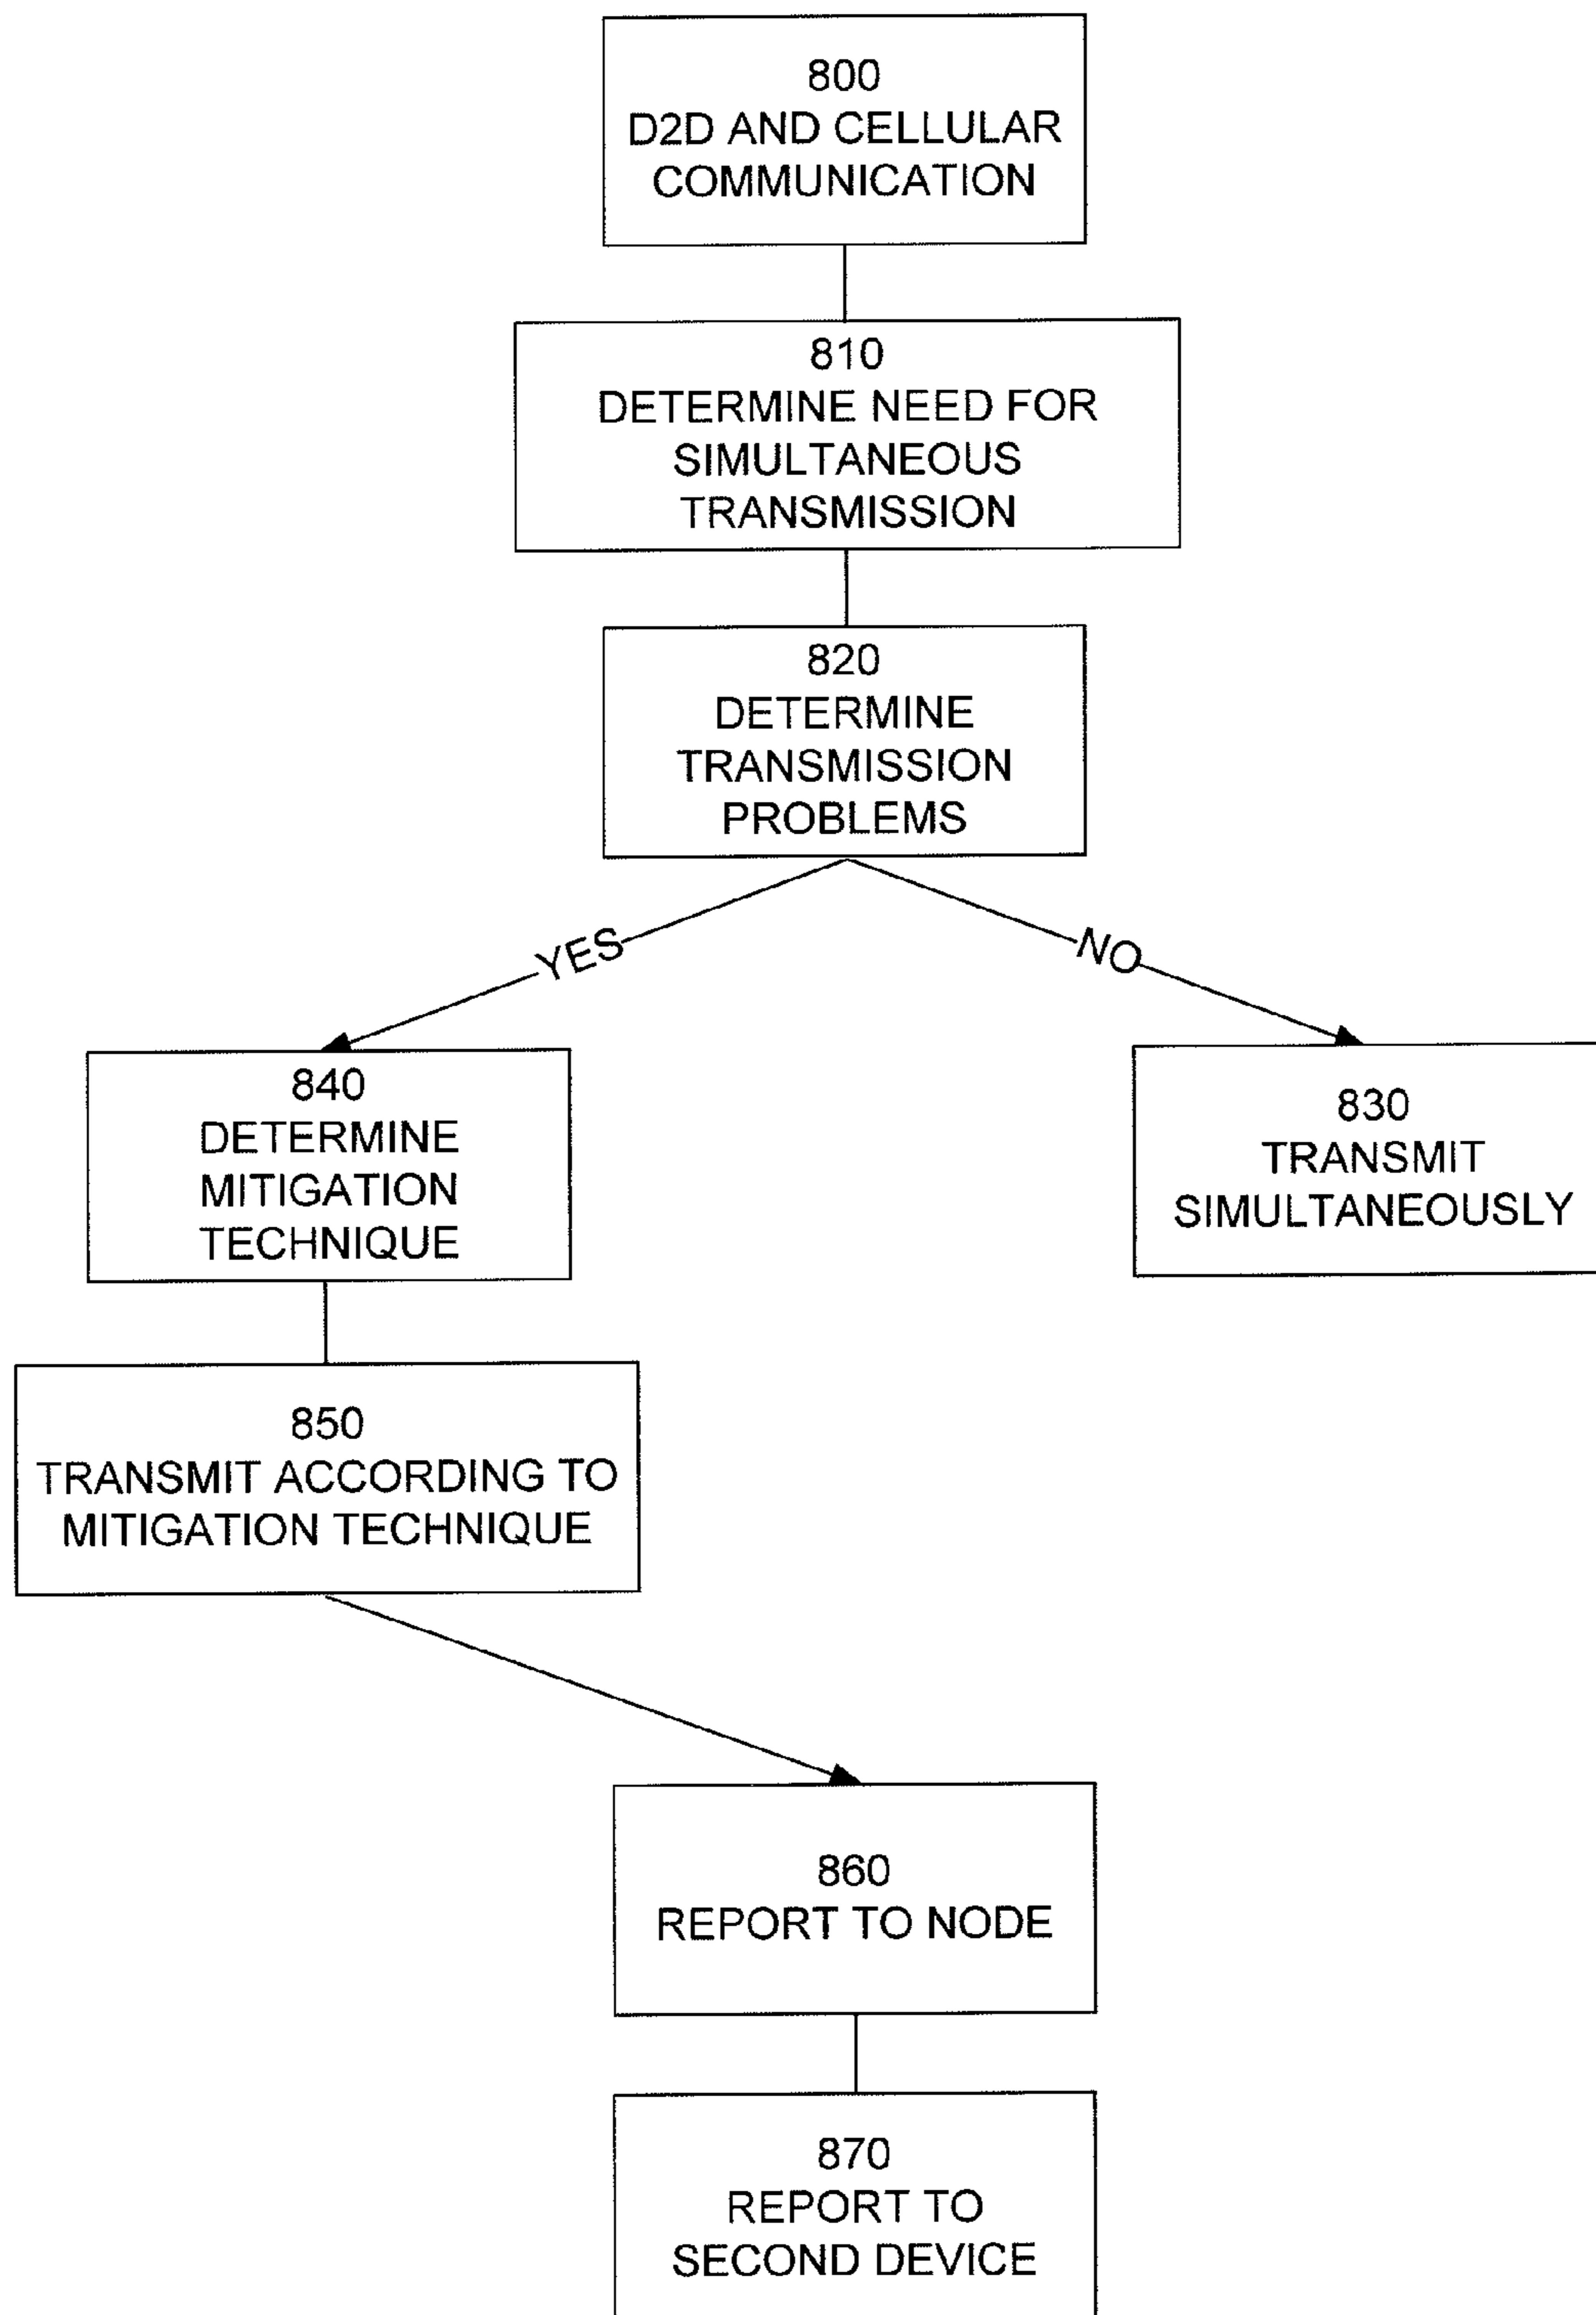 800
D2D AND CELLULAR
COMMUNICATION
810
DETERMINE NEED FOR
SIMULTANEOUS
TRANSMISSION
820
DETERMINE
TRANSMISSION
PROBLEMS
YES
NO
840
DETERMINE
MITIGATION
TECHNIQUE
830
TRANSMIT
SIMULTANEOUSLY
850
TRANSMIT ACCORDING TO
MITIGATION TECHNIQUE
860
REPORT TO NODE
870
REPORT TO
SECOND DEVICE